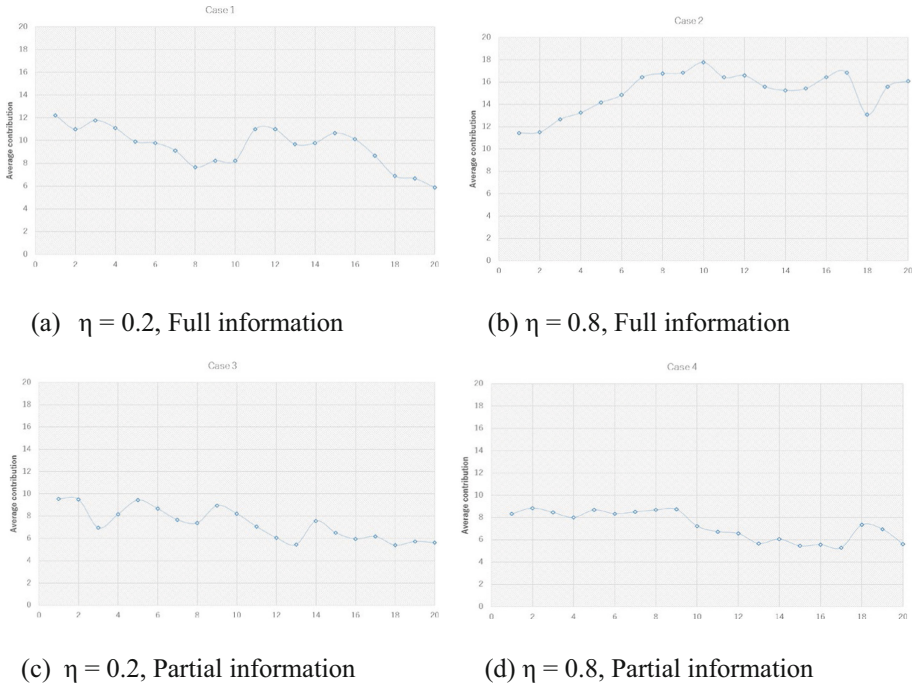 Case 1
Average contribution
20
18
16
14
12
10
8
6
4
2
0
0 2 4 6 8 10 12 14 16 18 20
(a) η = 0.2, Full information
Case 2
Average contribution
20
18
16
14
12
10
8
6
4
2
0
0 2 4 6 8 10 12 14 16 18 20
(b) η = 0.8, Full information
Case 3
Average contribution
20
18
16
14
12
10
8
6
4
2
0
0 2 4 6 8 10 12 14 16 18 20
(c) η = 0.2, Partial information
Case 4
Average contribution
20
18
16
14
12
10
8
6
4
2
0
0 2 4 6 8 10 12 14 16 18 20
(d) η = 0.8, Partial information